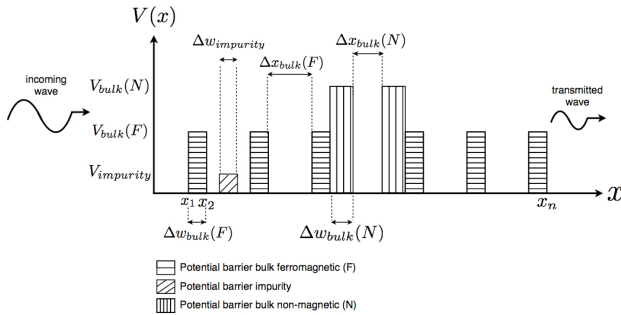 V(x)
Δw_impurity
Δx_bulk(N)
Δx_bulk(F)
incoming
wave
V_bulk(N)
transmitted
wave
V_bulk(F)
V_impurity
x
x_1 x_2
x_n
Δw_bulk(F)
Δw_bulk(N)
Potential barrier bulk ferromagnetic (F)
Potential barrier impurity
Potential barrier bulk non-magnetic (N)